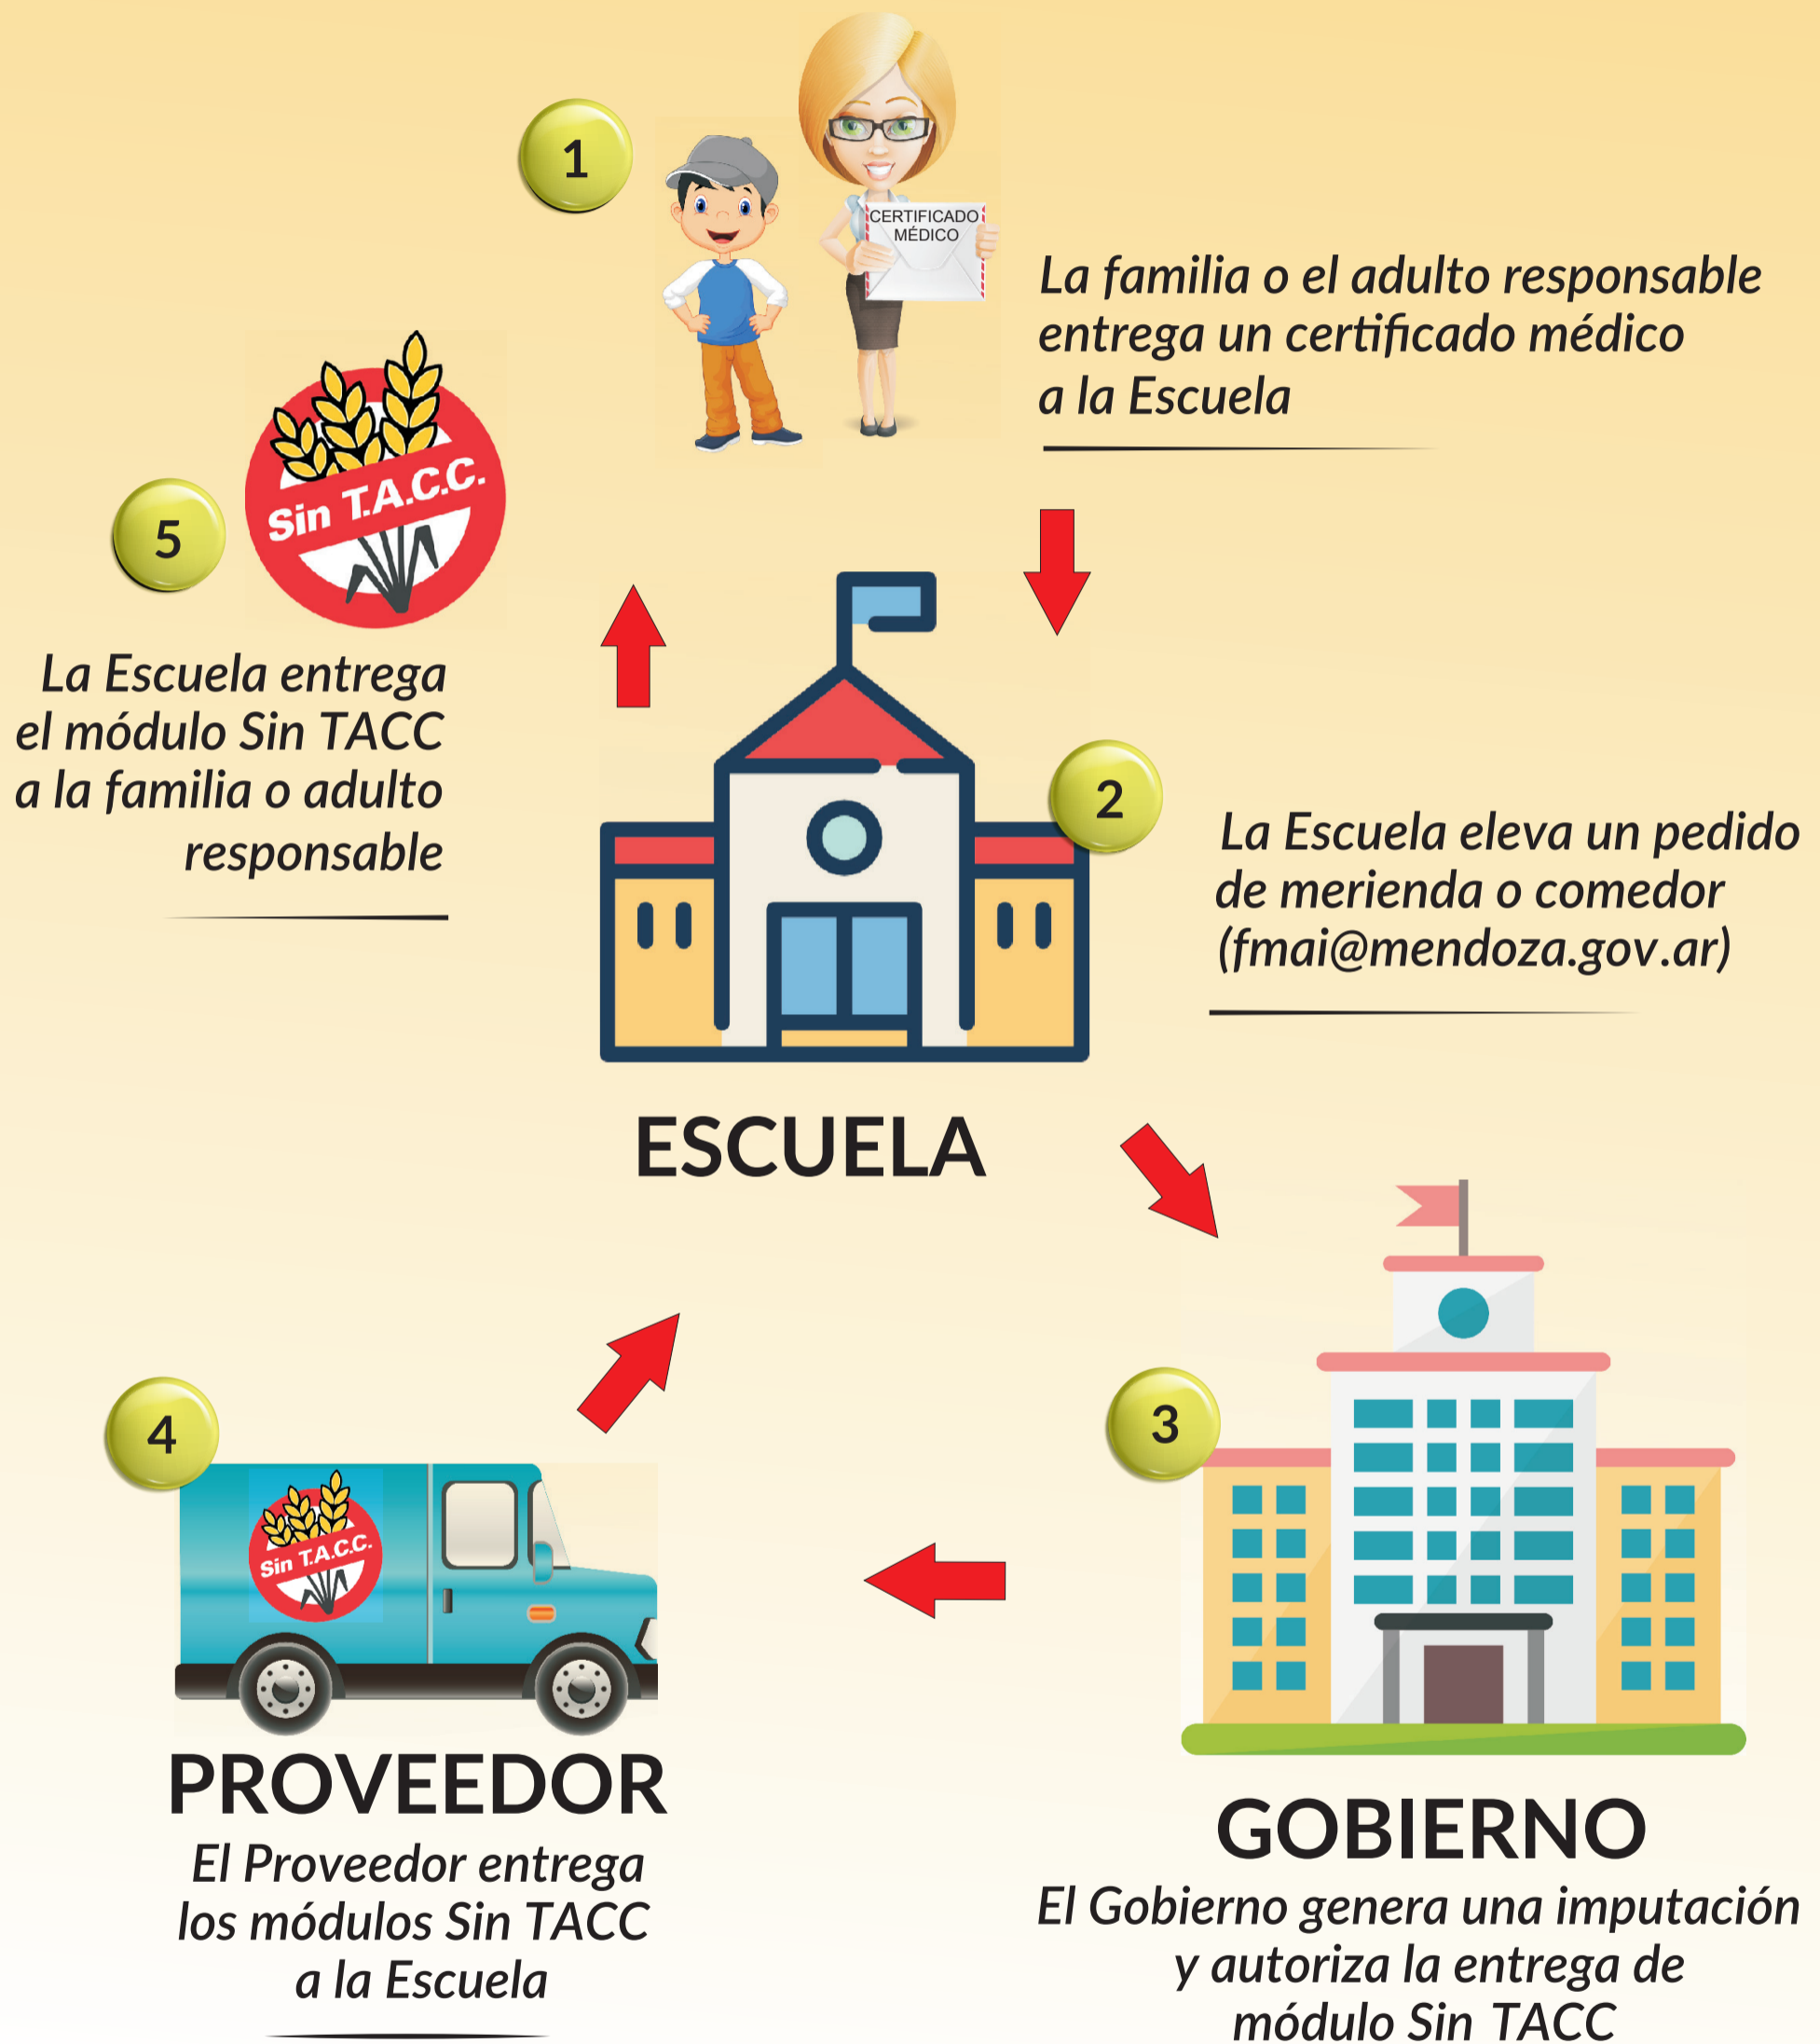 1
CERTIFICADO
MÉDICO
La familia o el adulto responsable
entrega un certificado médico
a la Escuela
5
Sin T.A.C.C.
La Escuela entrega
el módulo Sin TACC
a la familia o adulto
responsable
2
La Escuela eleva un pedido
de merienda o comedor
(fmai@mendoza.gov.ar)
ESCUELA
4
Sin T.A.C.C.
PROVEEDOR
El Proveedor entrega
los módulos Sin TACC
a la Escuela
3
GOBIERNO
El Gobierno genera una imputación
y autoriza la entrega de
módulo Sin TACC